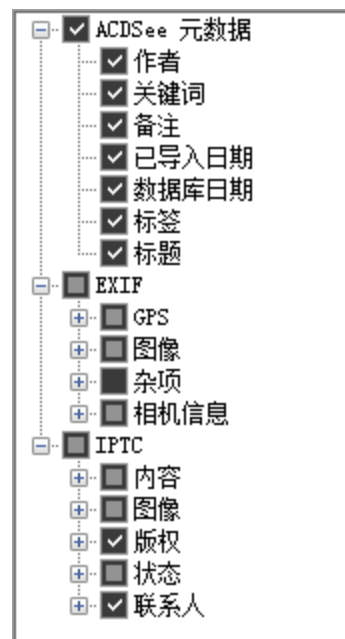 ACDSee 元数据
作者
关键词
备注
已导入日期
数据库日期
标签
标题
EXIF
GPS
图像
杂项
相机信息
IPTC
内容
图像
版权
状态
联系人